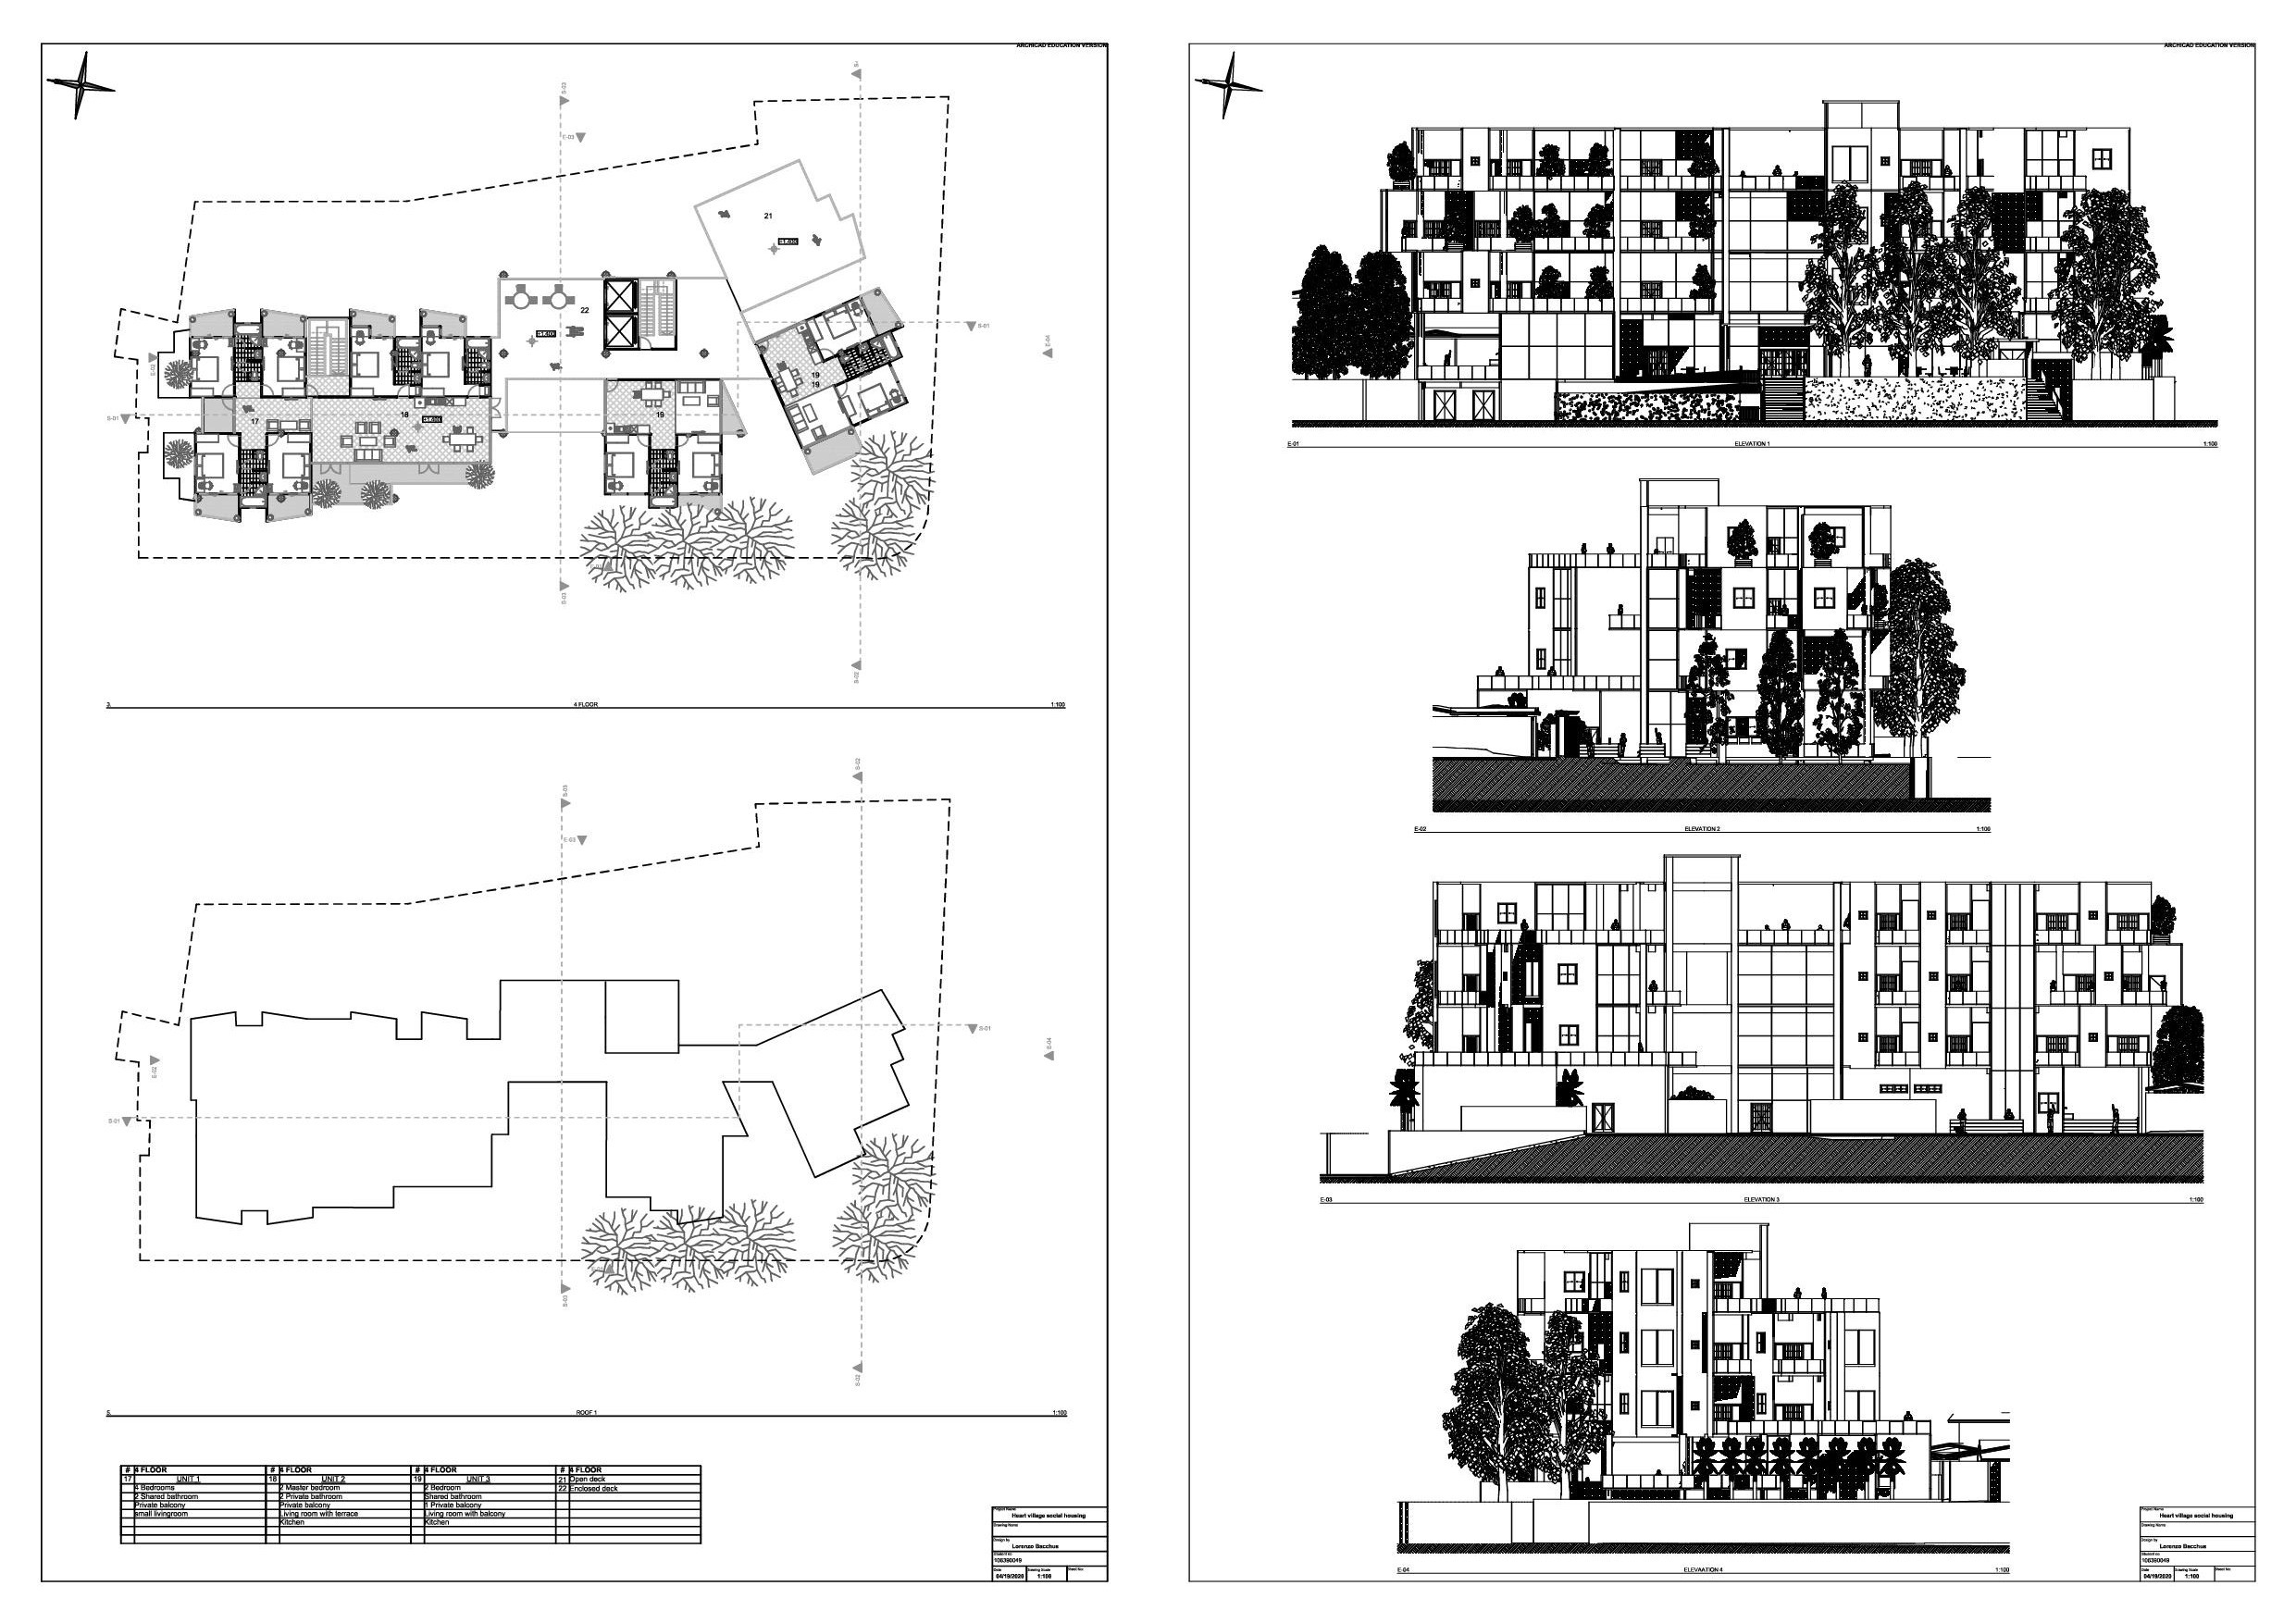 ARCHICAD EDUCATION VERSION
S-03
S-
E-03
21
22
S-01
E-04
E-02
S-01
17
18
19
19
19
S-03
S-02
3. 4 FLOOR 1:100
S-03
S-02
E-03
S-01
E-04
E-02
S-01
S-03
S-02
5. ROOF 1 1:100
# 4 FLOOR # 4 FLOOR # 4 FLOOR # 4 FLOOR
17 UNIT 1 18 UNIT 2 19 UNIT 3 21 Open deck
4 Bedrooms 2 Master bedroom 2 Bedroom 22 Enclosed deck
2 Shared bathroom 2 Private bathroom Shared bathroom
Private balcony Private balcony 1 Private balcony
small livingroom Living room with terrace Living room with balcony
Kitchen Kitchen
Project Name
Heart village social housing
Drawing Name
Design by
Lorenzo Bacchus
Student no
108390049
Date Drawing Scale Sheet No:
04/19/2020 1:100
ARCHICAD EDUCATION VERSION
E-01 ELEVATION 1 1:100
E-02 ELEVATION 2 1:100
E-03 ELEVATION 3 1:100
E-04 ELEVAATION 4 1:100
Project Name
Heart village social housing
Drawing Name
Design by
Lorenzo Bacchus
Student no
108390049
Date Drawing Scale Sheet No:
04/19/2020 1:100